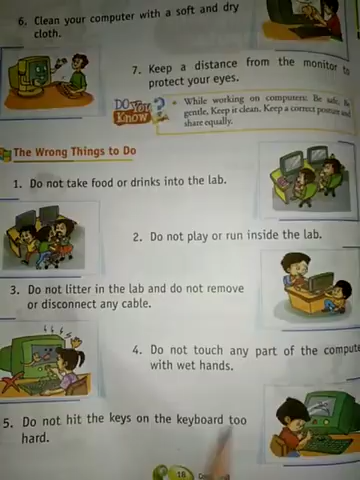 6. Clean your computer with a soft and dry
cloth.
7. Keep a distance from the monitor to
protect your eyes.
DO You Know ?
• While working on computers: Be safe, Be
gentle, Keep it clean. Keep a correct posture and
share equally.
The Wrong Things to Do
1. Do not take food or drinks into the lab.
2. Do not play or run inside the lab.
3. Do not litter in the lab and do not remove
or disconnect any cable.
4. Do not touch any part of the compute
with wet hands.
5. Do not hit the keys on the keyboard too
hard.
18